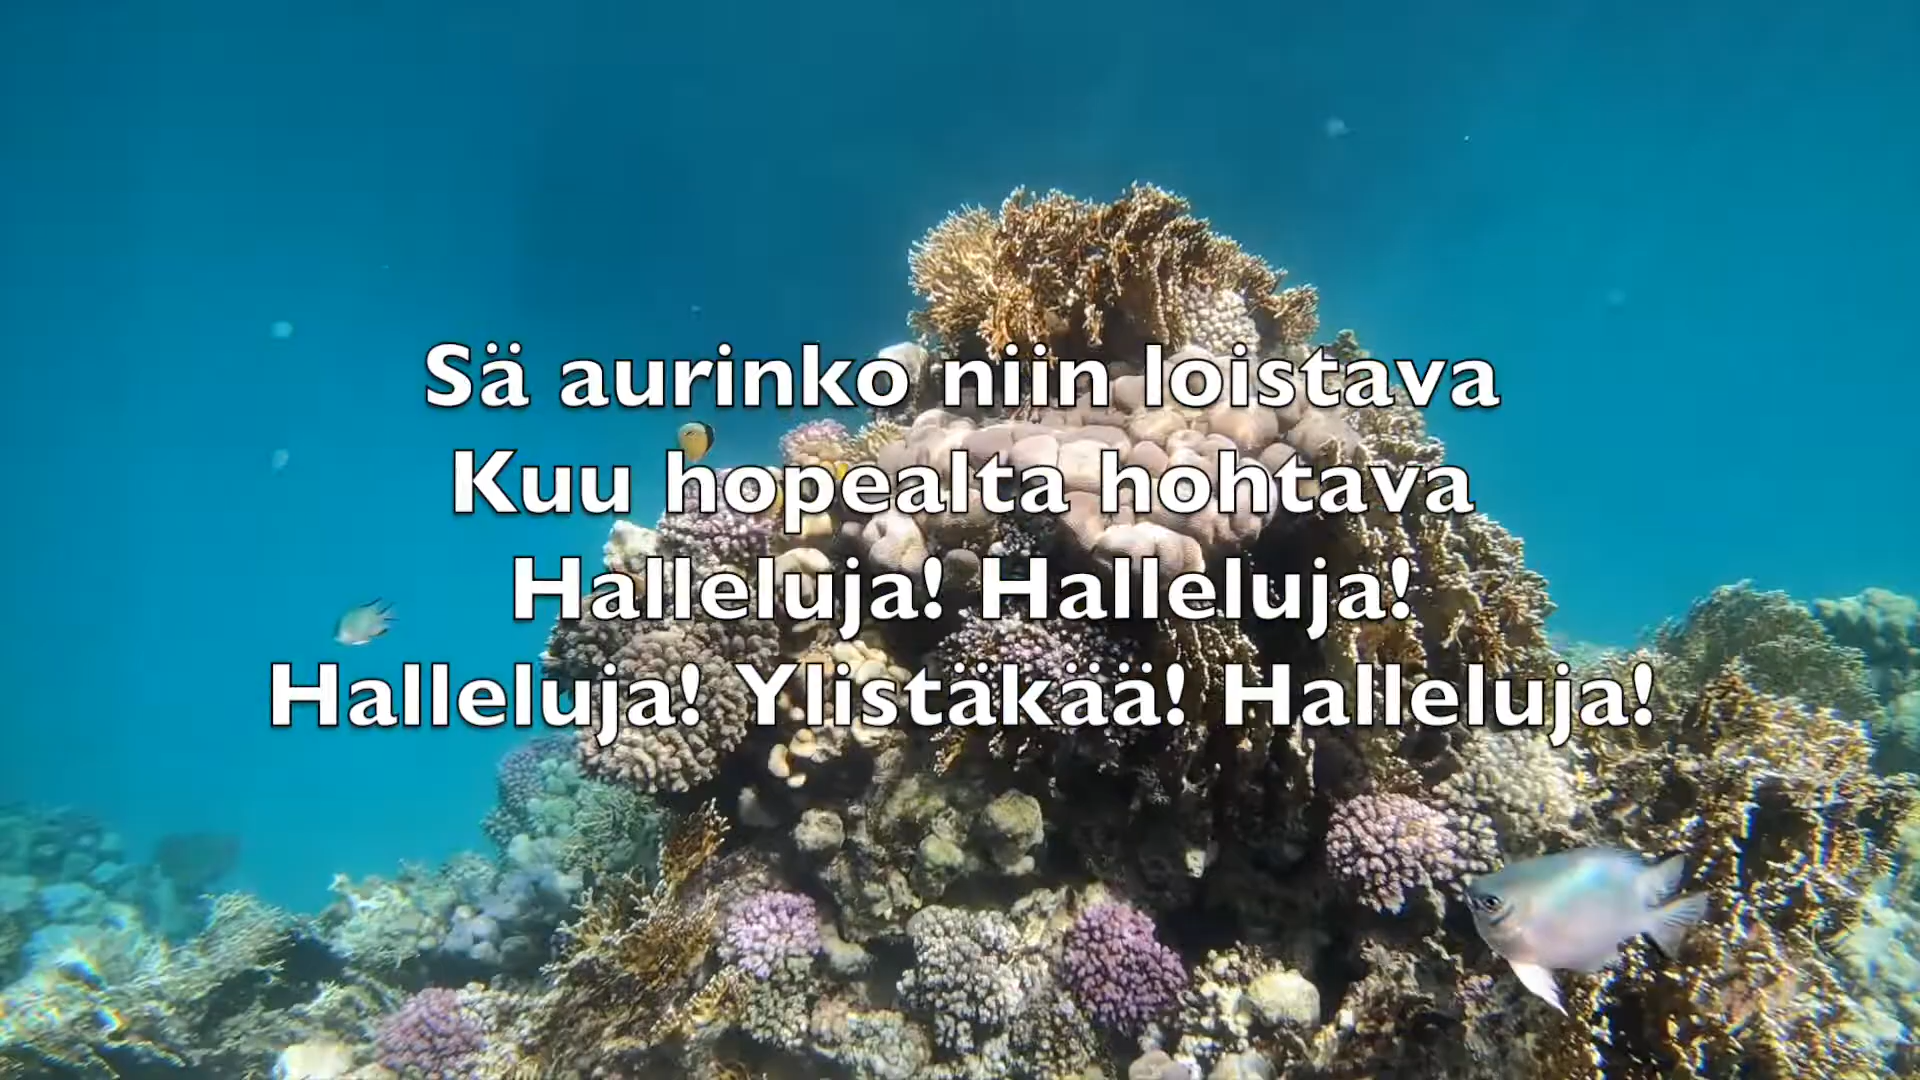 Sä aurinko niin loistava
Kuu hopealta hohtava
Halleluja! Halleluja!
Halleluja! Ylistäkää! Halleluja!